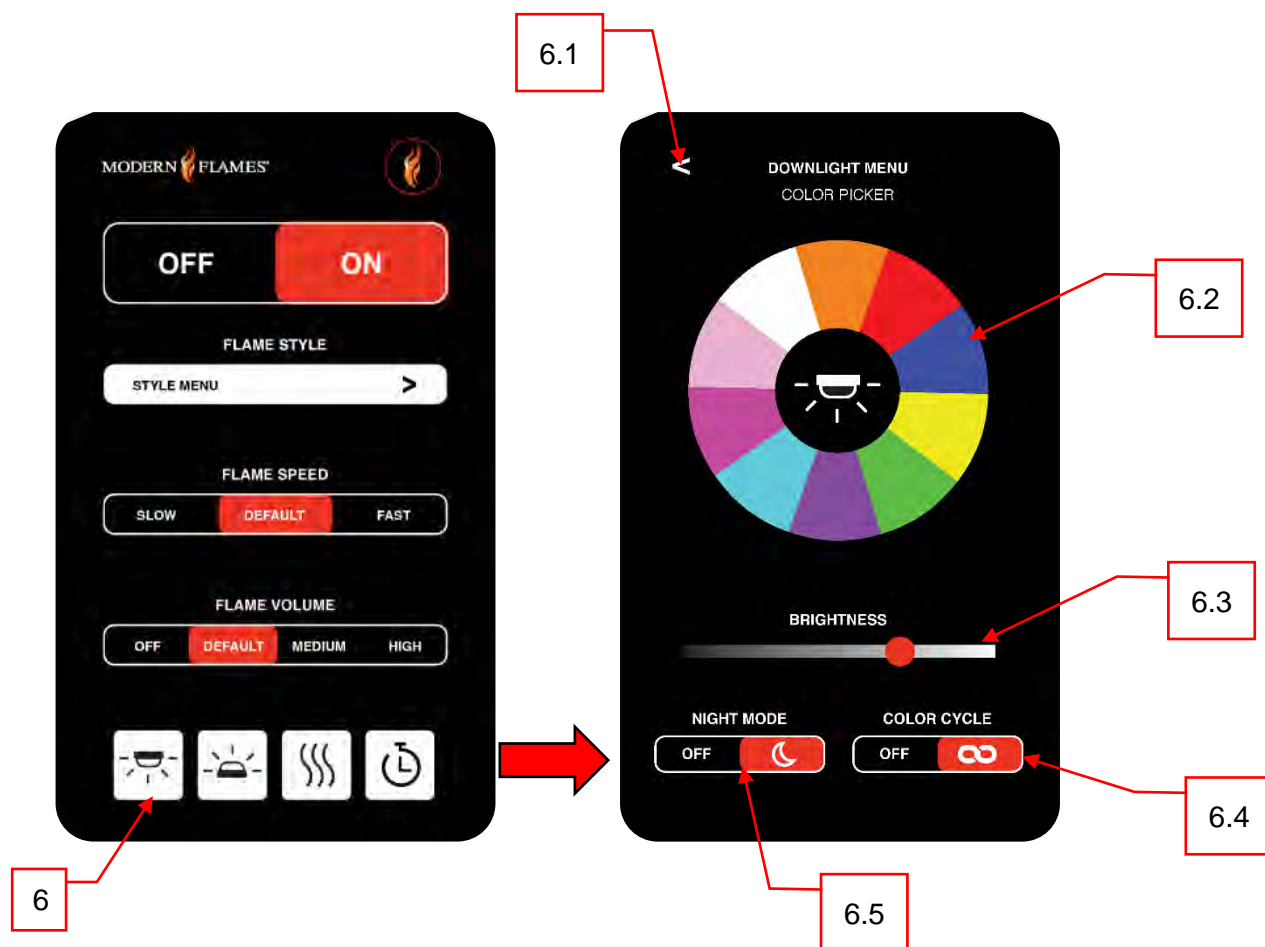 6.1
MODERN FLAMES®
OFF ON
FLAME STYLE
STYLE MENU >
FLAME SPEED
SLOW DEFAULT FAST
FLAME VOLUME
OFF DEFAULT MEDIUM HIGH
6
<
DOWNLIGHT MENU
COLOR PICKER
6.2
BRIGHTNESS
6.3
NIGHT MODE COLOR CYCLE
OFF OFF
6.4
6.5